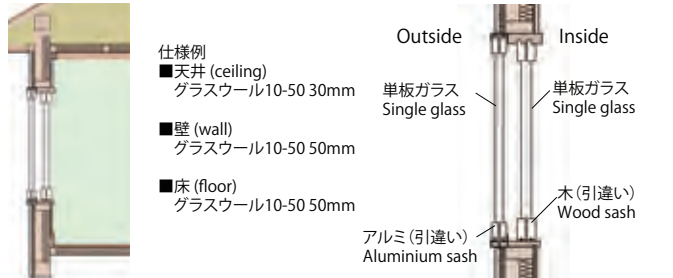 仕様例
■天井 (ceiling)
グラスウール10-50 30mm
■壁 (wall)
グラスウール10-50 50mm
■床 (floor)
グラスウール10-50 50mm
Outside
Inside
単板ガラス
Single glass
単板ガラス
Single glass
木（引違い）
Wood sash
アルミ（引違い）
Aluminium sash